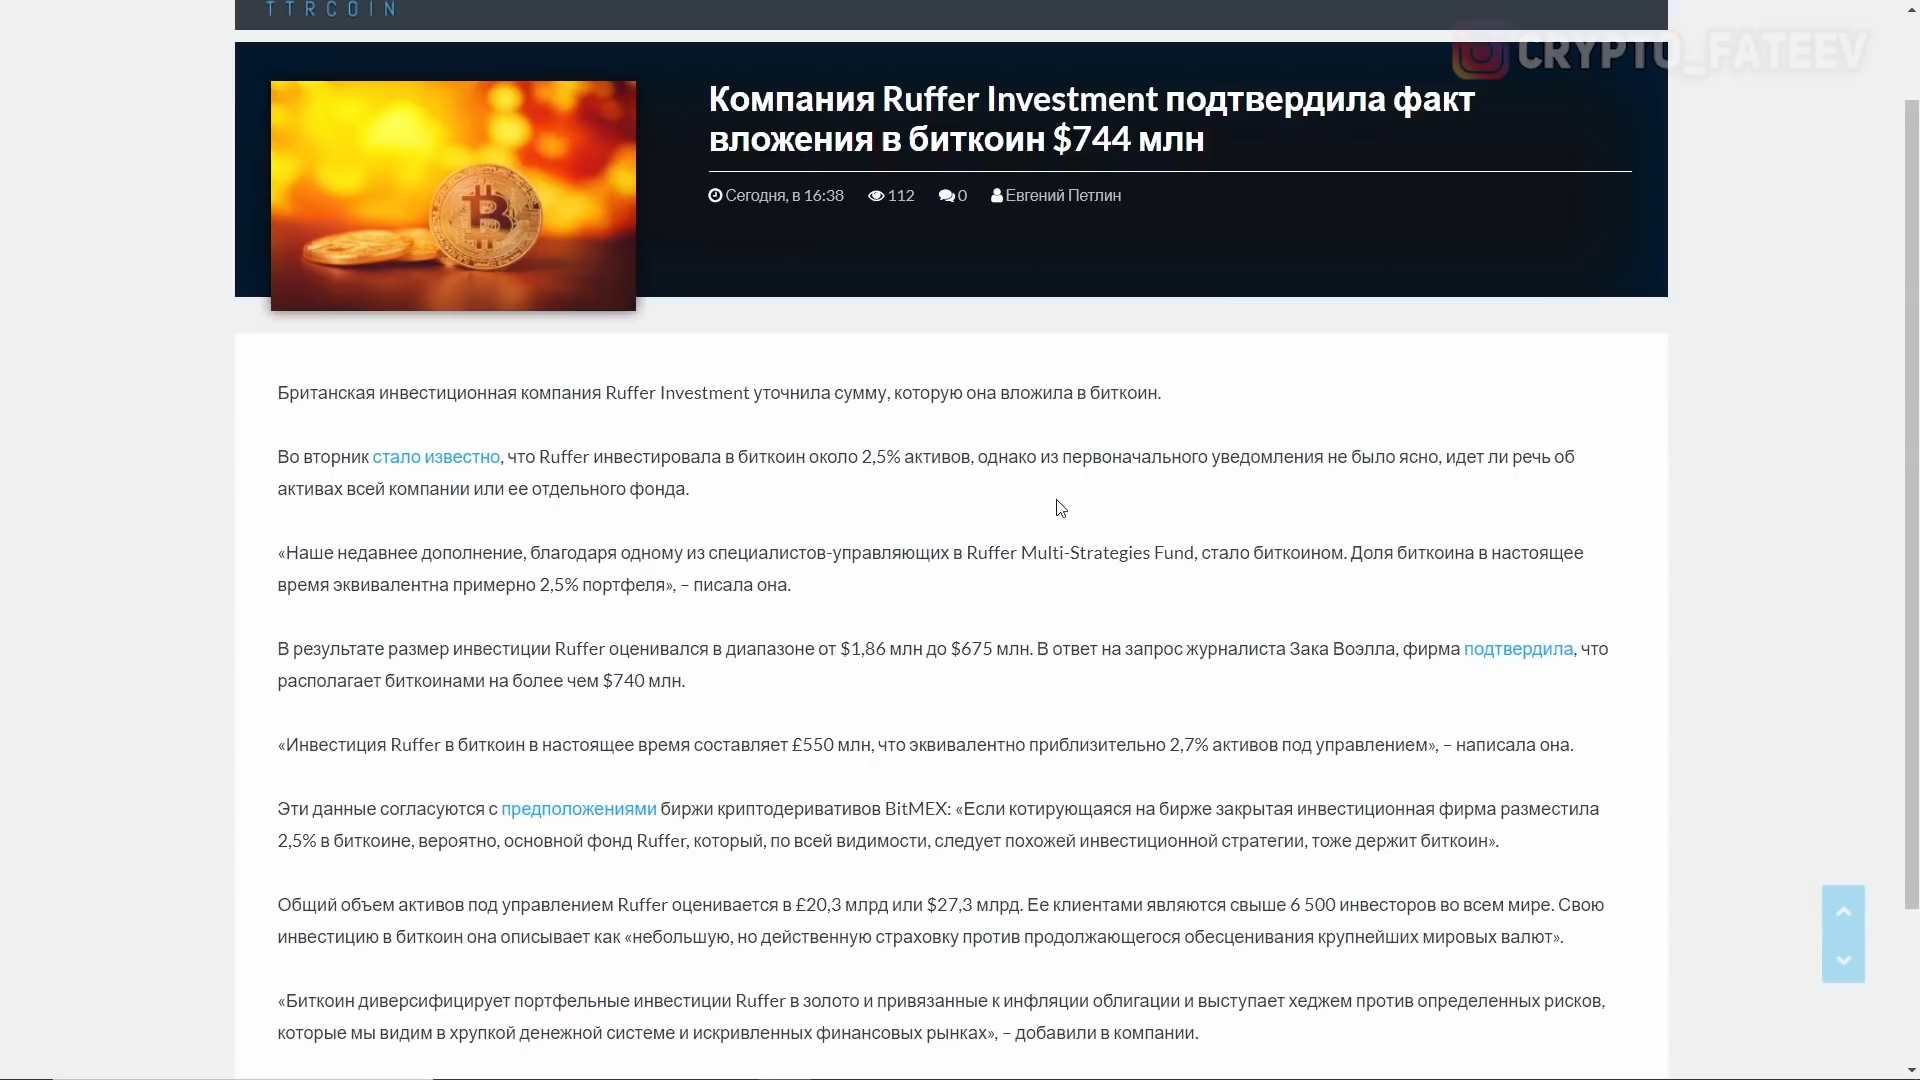 TTRCOIN
CRYPTO_FATEEV
Компания Ruffer Investment подтвердила факт
вложения в биткоин $744 млн
Сегодня, в 16:38 112 0 Евгений Петлин
Британская инвестиционная компания Ruffer Investment уточнила сумму, которую она вложила в биткоин.
Во вторник стало известно, что Ruffer инвестировала в биткоин около 2,5% активов, однако из первоначального уведомления не было ясно, идет ли речь об
активах всей компании или ее отдельного фонда.
«Наше недавнее дополнение, благодаря одному из специалистов-управляющих в Ruffer Multi-Strategies Fund, стало биткоином. Доля биткоина в настоящее
время эквивалентна примерно 2,5% портфеля», – писала она.
В результате размер инвестиции Ruffer оценивался в диапазоне от $1,86 млн до $675 млн. В ответ на запрос журналиста Зака Воэлла, фирма подтвердила, что
располагает биткоинами на более чем $740 млн.
«Инвестиция Ruffer в биткоин в настоящее время составляет £550 млн, что эквивалентно приблизительно 2,7% активов под управлением», – написала она.
Эти данные согласуются с предположениями биржи криптодеривативов BitMEX: «Если котирующаяся на бирже закрытая инвестиционная фирма разместила
2,5% в биткоине, вероятно, основной фонд Ruffer, который, по всей видимости, следует похожей инвестиционной стратегии, тоже держит биткоин».
Общий объем активов под управлением Ruffer оценивается в £20,3 млрд или $27,3 млрд. Ее клиентами являются свыше 6 500 инвесторов во всем мире. Свою
инвестицию в биткоин она описывает как «небольшую, но действенную страховку против продолжающегося обесценивания крупнейших мировых валют».
«Биткоин диверсифицирует портфельные инвестиции Ruffer в золото и привязанные к инфляции облигации и выступает хеджем против определенных рисков,
которые мы видим в хрупкой денежной системе и искривленных финансовых рынках», – добавили в компании.